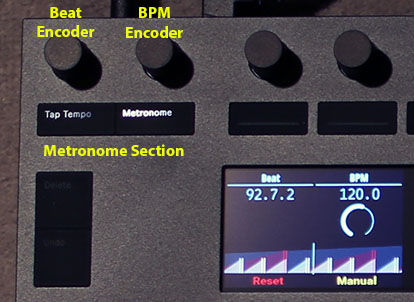 Beat BPM
Encoder Encoder
Tap Tempo Metronome
Metronome Section
Delete
Undo
Beat BPM
92.7.2 120.0
Reset Manual